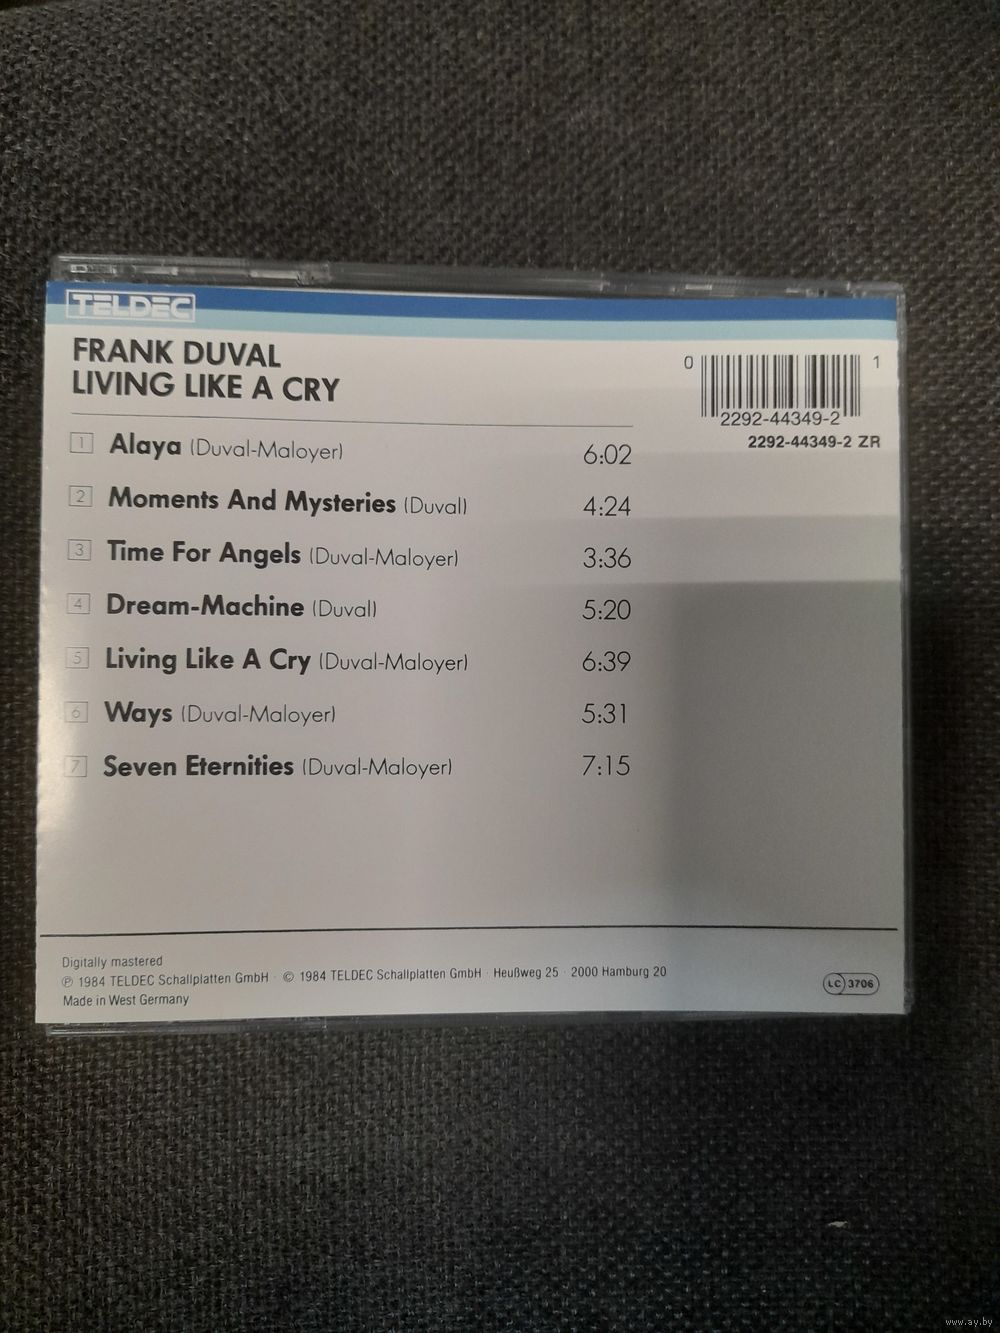 TELDEC
FRANK DUVAL
LIVING LIKE A CRY
0 1
2292-44349-2
2292-44349-2 ZR
1 Alaya (Duval-Maloyer) 6:02
2 Moments And Mysteries (Duval) 4:24
3 Time For Angels (Duval-Maloyer) 3:36
4 Dream-Machine (Duval) 5:20
5 Living Like A Cry (Duval-Maloyer) 6:39
6 Ways (Duval-Maloyer) 5:31
7 Seven Eternities (Duval-Maloyer) 7:15
Digitally mastered
℗ 1984 TELDEC Schallplatten GmbH · © 1984 TELDEC Schallplatten GmbH · Heußweg 25 · 2000 Hamburg 20
Made in West Germany
LC 3706
www.ay.by